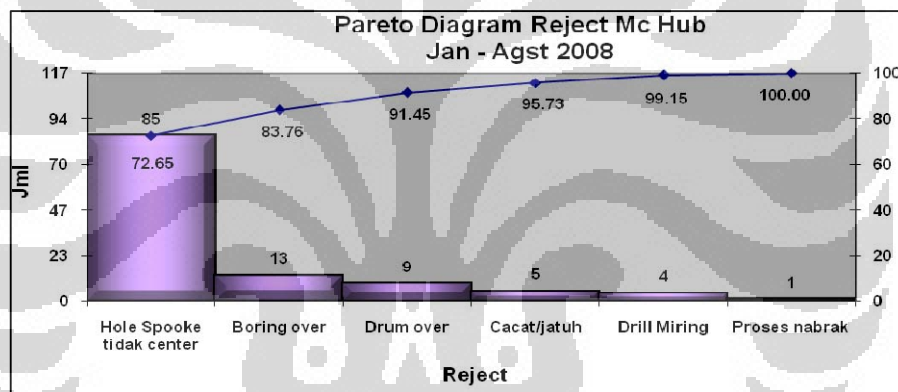 Pareto Diagram Reject Mc Hub
Jan - Agst 2008
Jml
117
94
70
47
23
0
100
80
60
40
20
0
85
72.65
83.76
91.45
95.73
99.15
100.00
13
9
5
4
1
Hole Spooke
tidak center
Boring over
Drum over
Cacat/jatuh
Drill Miring
Proses nabrak
Reject